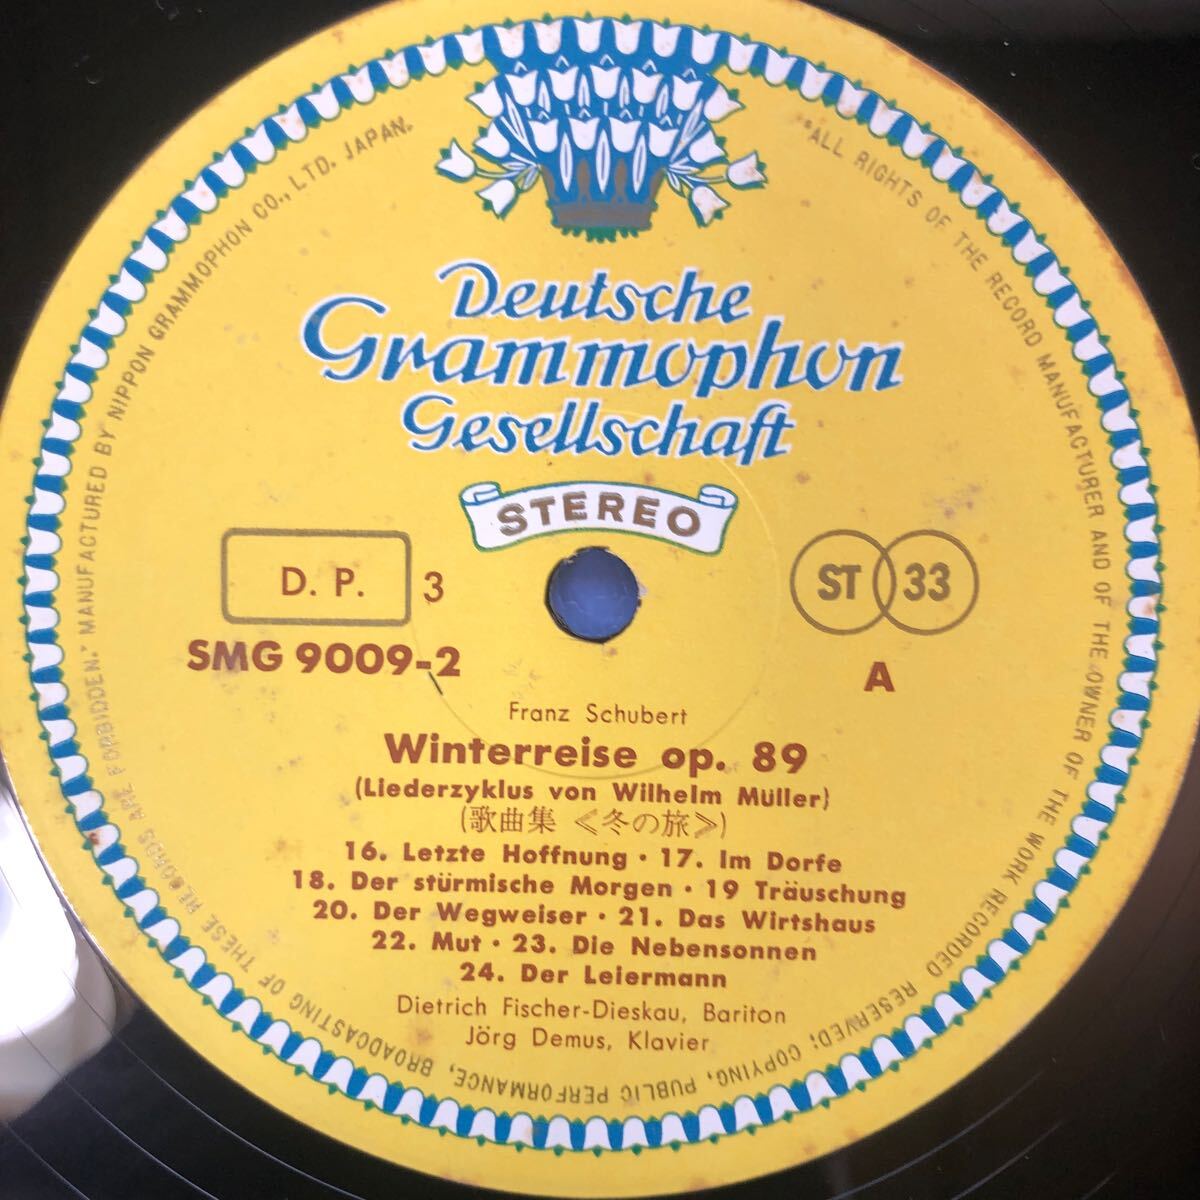 Deutsche
Grammophon
Gesellschaft
STEREO
D. P. 3
ST 33
SMG 9009-2
A
Franz Schubert
Winterreise op. 89
(Liederzyklus von Wilhelm Müller)
(歌曲集 ≪冬の旅≫)
16. Letzte Hoffnung · 17. Im Dorfe
18. Der stürmische Morgen · 19 Träuschung
20. Der Wegweiser · 21. Das Wirtshaus
22. Mut · 23. Die Nebensonnen
24. Der Leiermann
Dietrich Fischer-Dieskau, Bariton
Jörg Demus, Klavier
"ALL RIGHTS OF THE RECORD MANUFACTURER AND OF THE OWNER OF THE WORK RECORDED RESERVED; COPYING, PUBLIC PERFORMANCE, BROADCASTING OF THESE RECORDS ARE FORBIDDEN." MANUFACTURED BY NIPPON GRAMMOPHON CO., LTD. JAPAN.